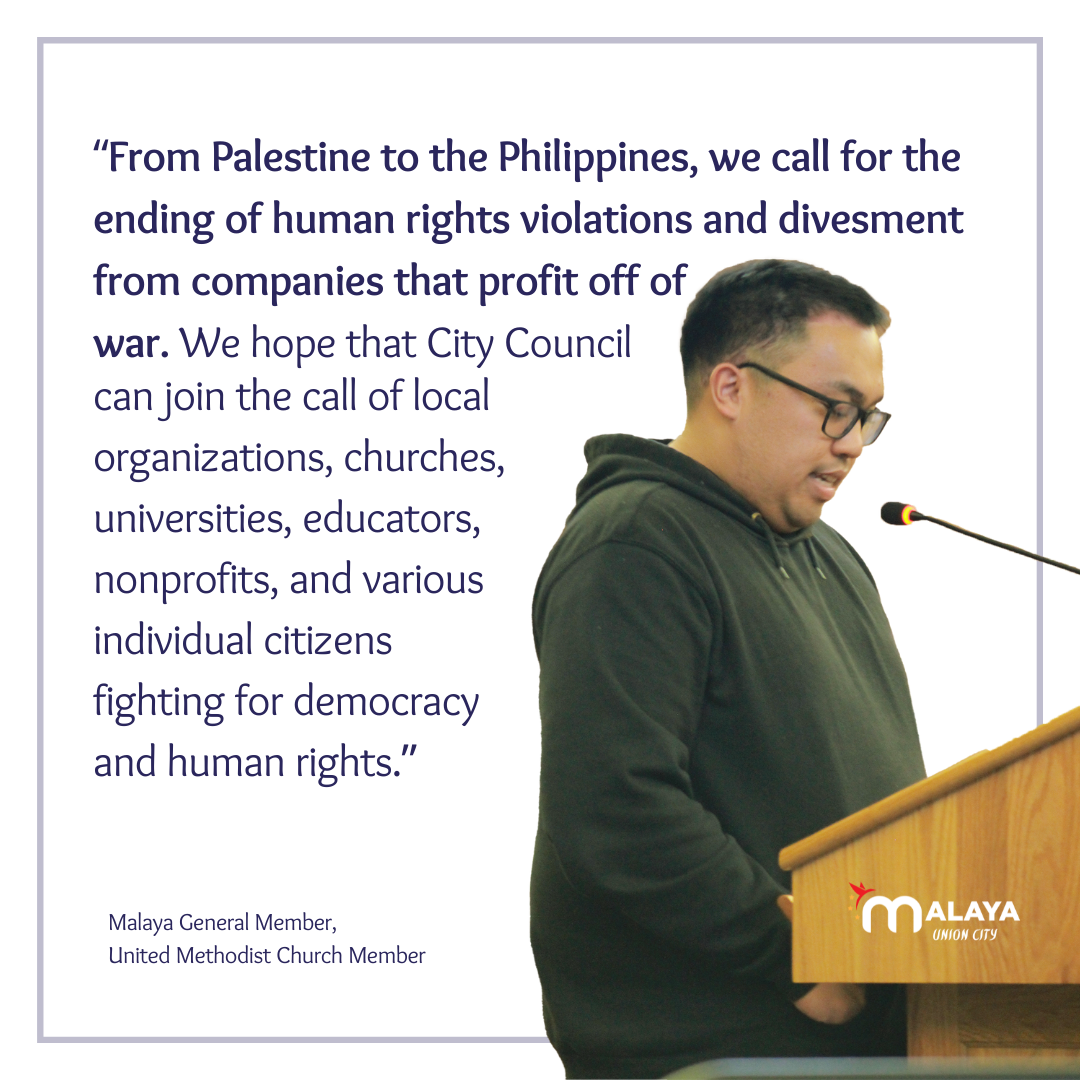 “From Palestine to the Philippines, we call for the
ending of human rights violations and divesment
from companies that profit off of
war. We hope that City Council
can join the call of local
organizations, churches,
universities, educators,
nonprofits, and various
individual citizens
fighting for democracy
and human rights.”
Malaya General Member,
United Methodist Church Member
MALAYA
UNION CITY